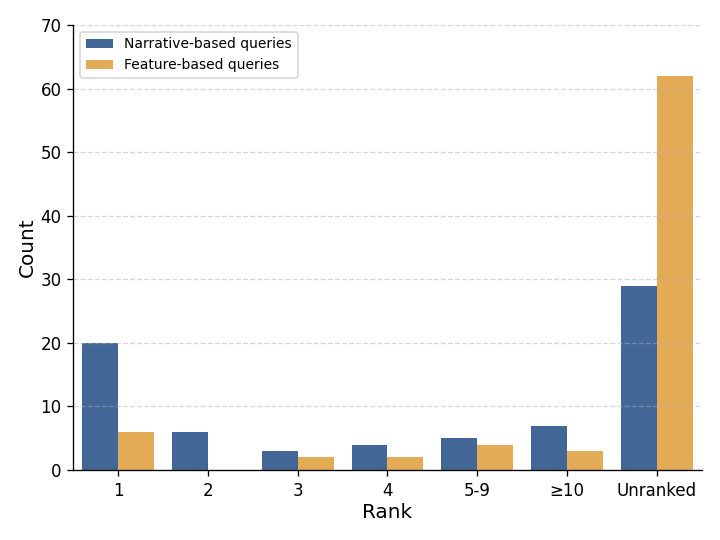 70
60
50
40
30
20
10
0
Count
Narrative-based queries
Feature-based queries
1 2 3 4 5-9 ≥10 Unranked
Rank